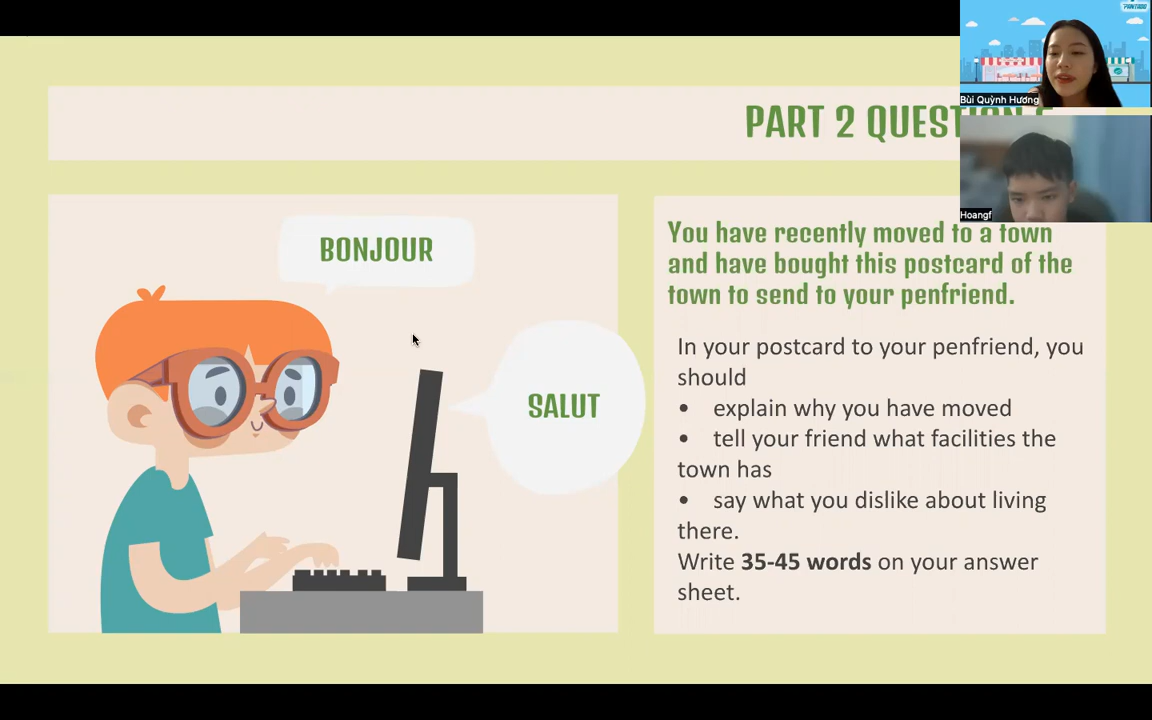 PANTADO
Bùi Quỳnh Hương
PART 2 QUEST
Hoangf
BONJOUR
SALUT
You have recently moved to a town
and have bought this postcard of the
town to send to your penfriend.
In your postcard to your penfriend, you
should
• explain why you have moved
• tell your friend what facilities the
town has
• say what you dislike about living
there.
Write 35-45 words on your answer
sheet.